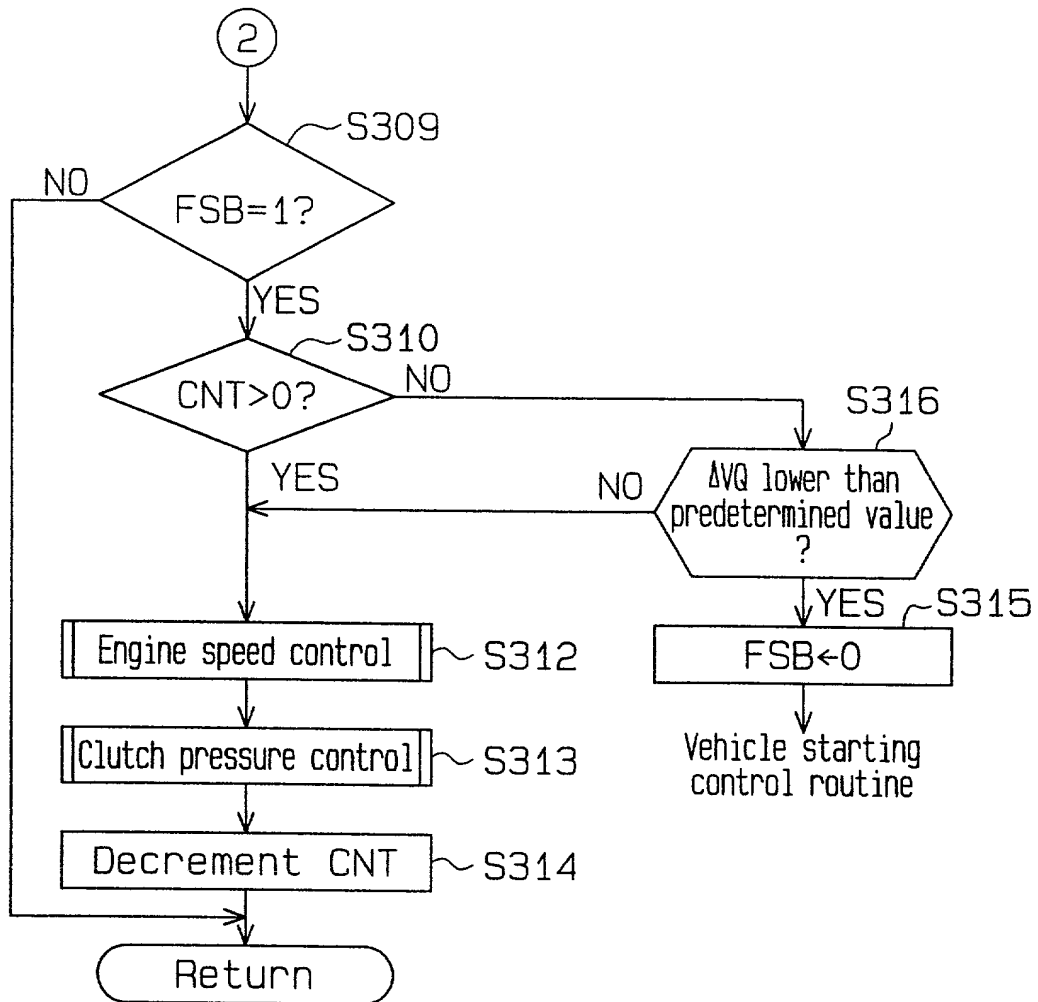 2
S309
NO
FSB=1?
YES
S310
CNT>0?
NO
S316
YES
NO
ΔVQ lower than
predetermined value
?
YES
S315
Engine speed control
S312
FSB←0
Clutch pressure control
S313
Vehicle starting
control routine
Decrement CNT
S314
Return